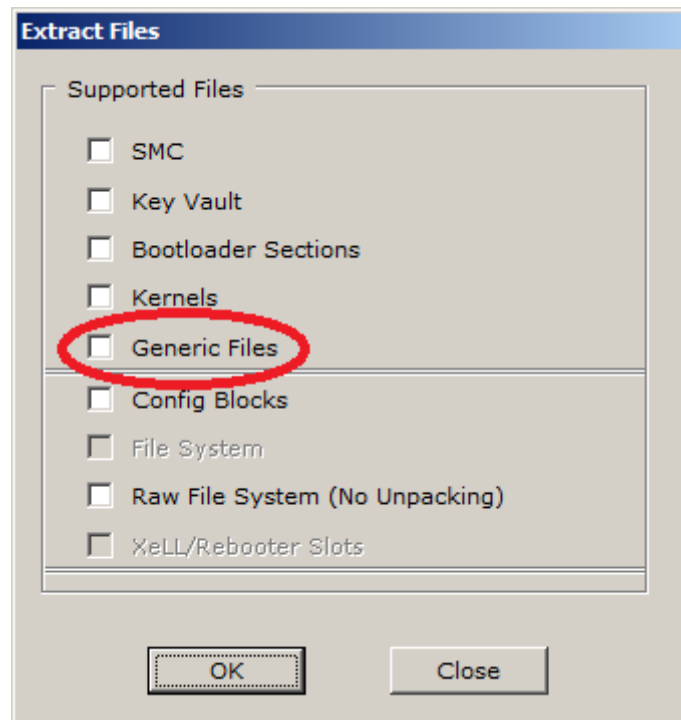 Extract Files
Supported Files
SMC
Key Vault
Bootloader Sections
Kernels
Generic Files
Config Blocks
File System
Raw File System (No Unpacking)
XeLL/Rebooter Slots
OK
Close